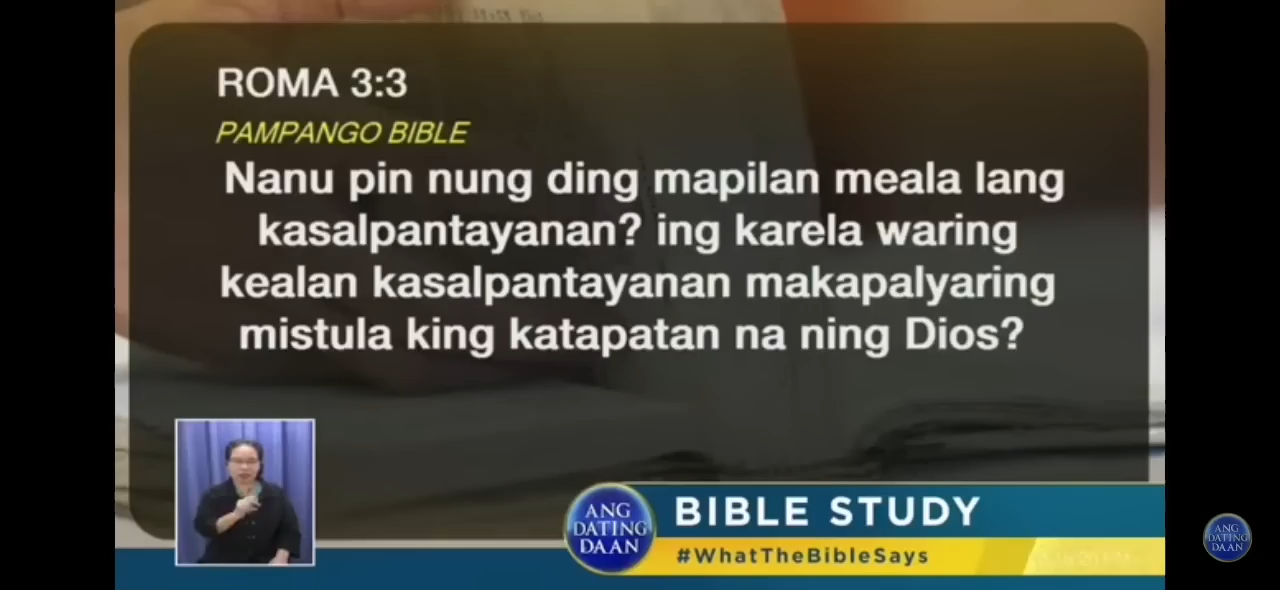 ROMA 3:3
PAMPANGO BIBLE
Nanu pin nung ding mapilan meala lang
kasalpantayanan? ing karela waring
kealan kasalpantayanan makapalyaring
mistula king katapatan na ning Dios?
ANG
DATING
DAAN
BIBLE STUDY
#WhatTheBibleSays
ANG
DATING
DAAN